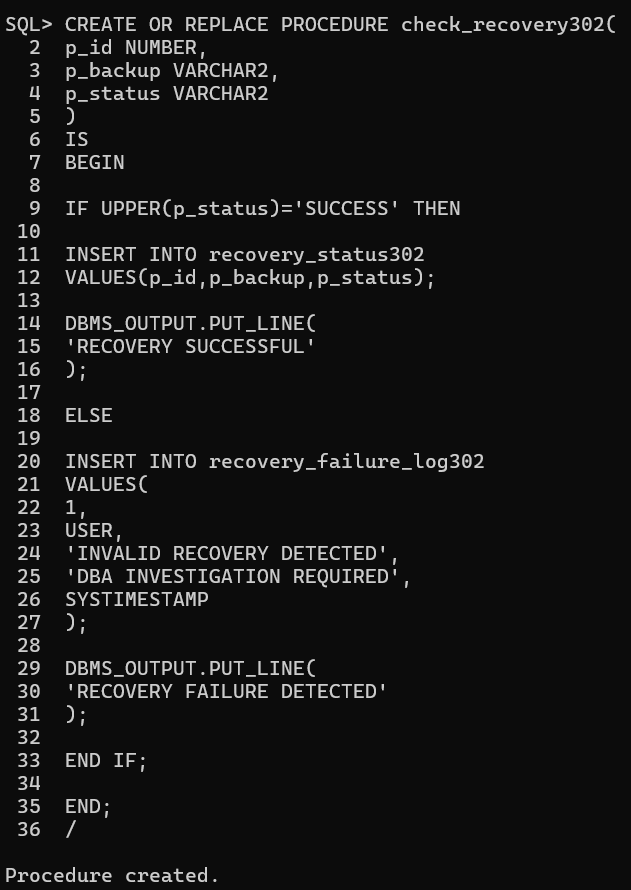 SQL> CREATE OR REPLACE PROCEDURE check_recovery302(
  2  p_id NUMBER,
  3  p_backup VARCHAR2,
  4  p_status VARCHAR2
  5  )
  6  IS
  7  BEGIN
  8
  9  IF UPPER(p_status)='SUCCESS' THEN
 10
 11  INSERT INTO recovery_status302
 12  VALUES(p_id,p_backup,p_status);
 13
 14  DBMS_OUTPUT.PUT_LINE(
 15  'RECOVERY SUCCESSFUL'
 16  );
 17
 18  ELSE
 19
 20  INSERT INTO recovery_failure_log302
 21  VALUES(
 22  1,
 23  USER,
 24  'INVALID RECOVERY DETECTED',
 25  'DBA INVESTIGATION REQUIRED',
 26  SYSTIMESTAMP
 27  );
 28
 29  DBMS_OUTPUT.PUT_LINE(
 30  'RECOVERY FAILURE DETECTED'
 31  );
 32
 33  END IF;
 34
 35  END;
 36  /

Procedure created.